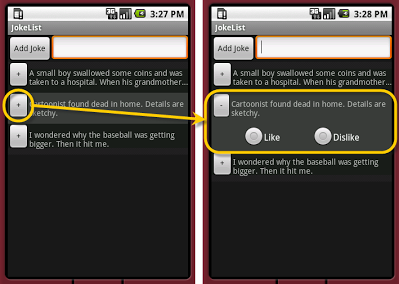 3:27 PM
JokeList
Add Joke
+
A small boy swallowed some coins and was
taken to a hospital. When his grandmother...
+
Cartoonist found dead in home. Details are
sketchy.
+
I wondered why the baseball was getting
bigger. Then it hit me.
3:28 PM
JokeList
Add Joke
+
A small boy swallowed some coins and was
taken to a hospital. When his grandmother...
-
Cartoonist found dead in home. Details are
sketchy.
Like
Dislike
+
I wondered why the baseball was getting
bigger. Then it hit me.